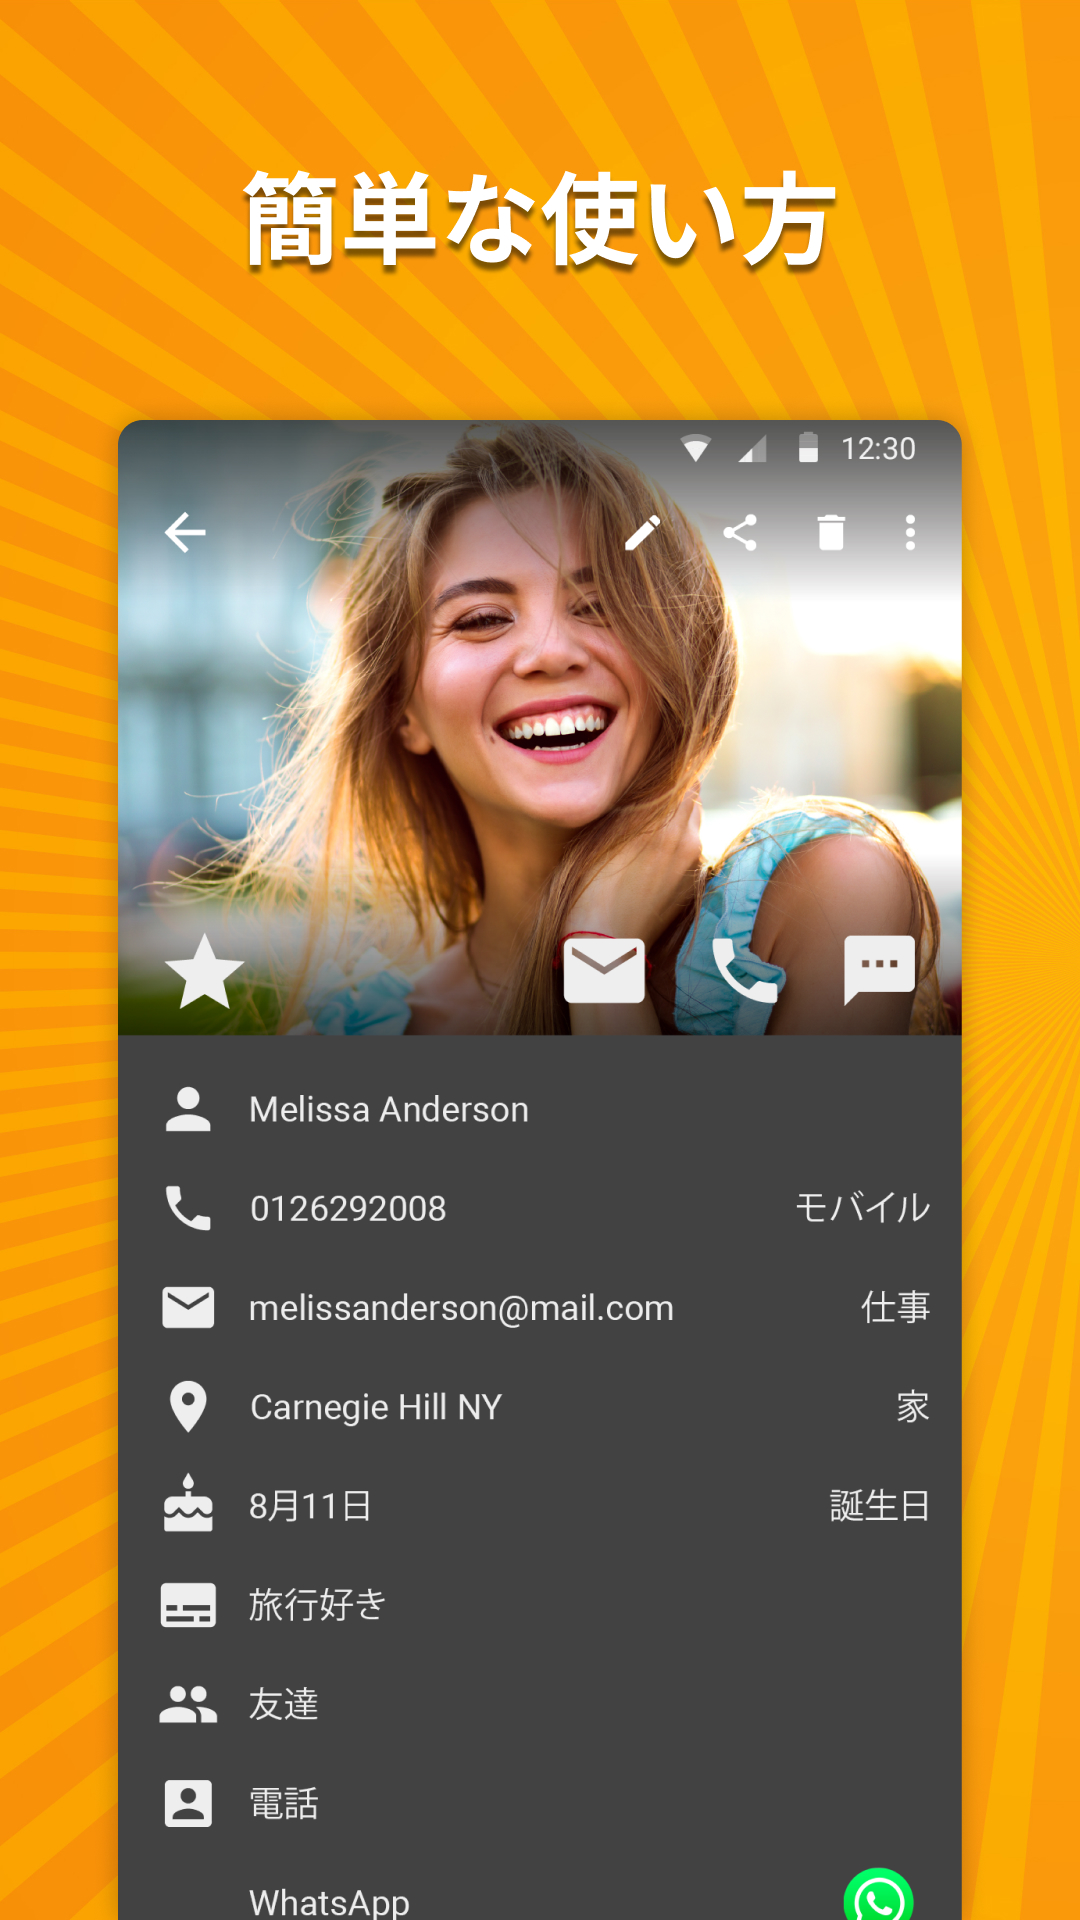 簡単な使い方
12:30
Melissa Anderson
0126292008 モバイル
melissanderson@mail.com 仕事
Carnegie Hill NY 家
8月11日 誕生日
旅行好き
友達
電話
WhatsApp